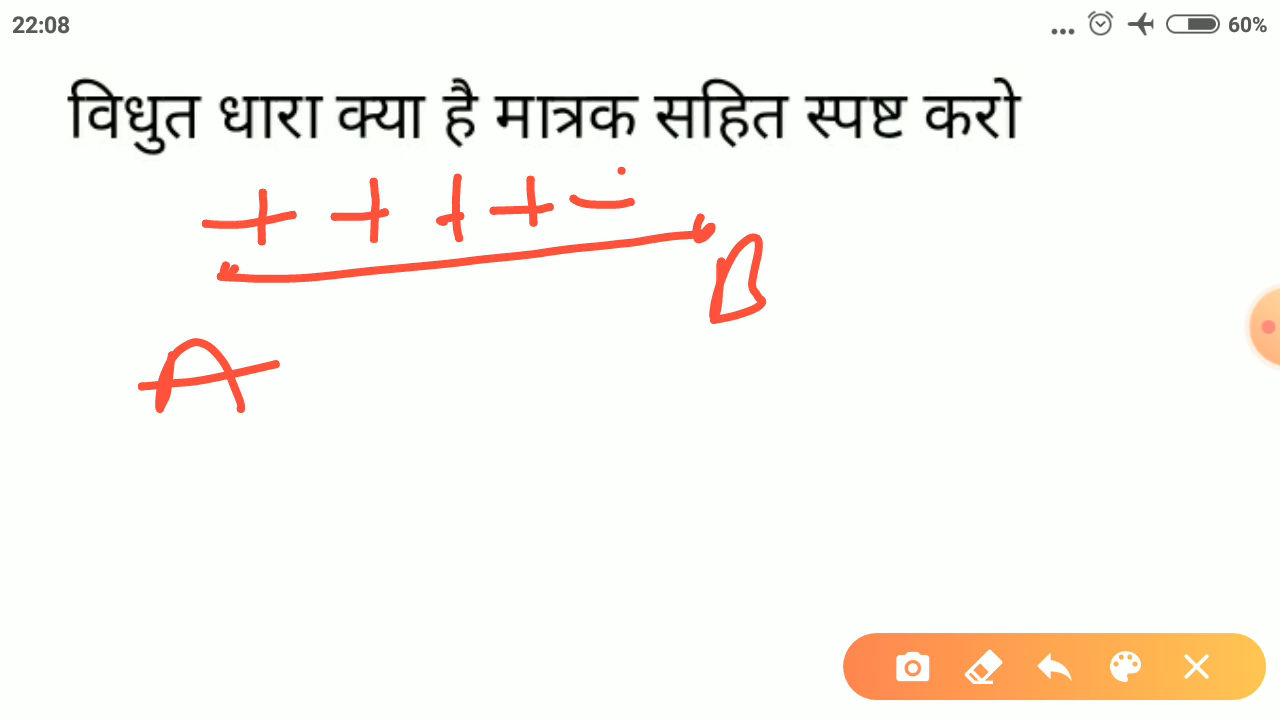 22:08 ... 60%
विधुत धारा क्या है मात्रक सहित स्पष्ट करो
+ + + +
B
A